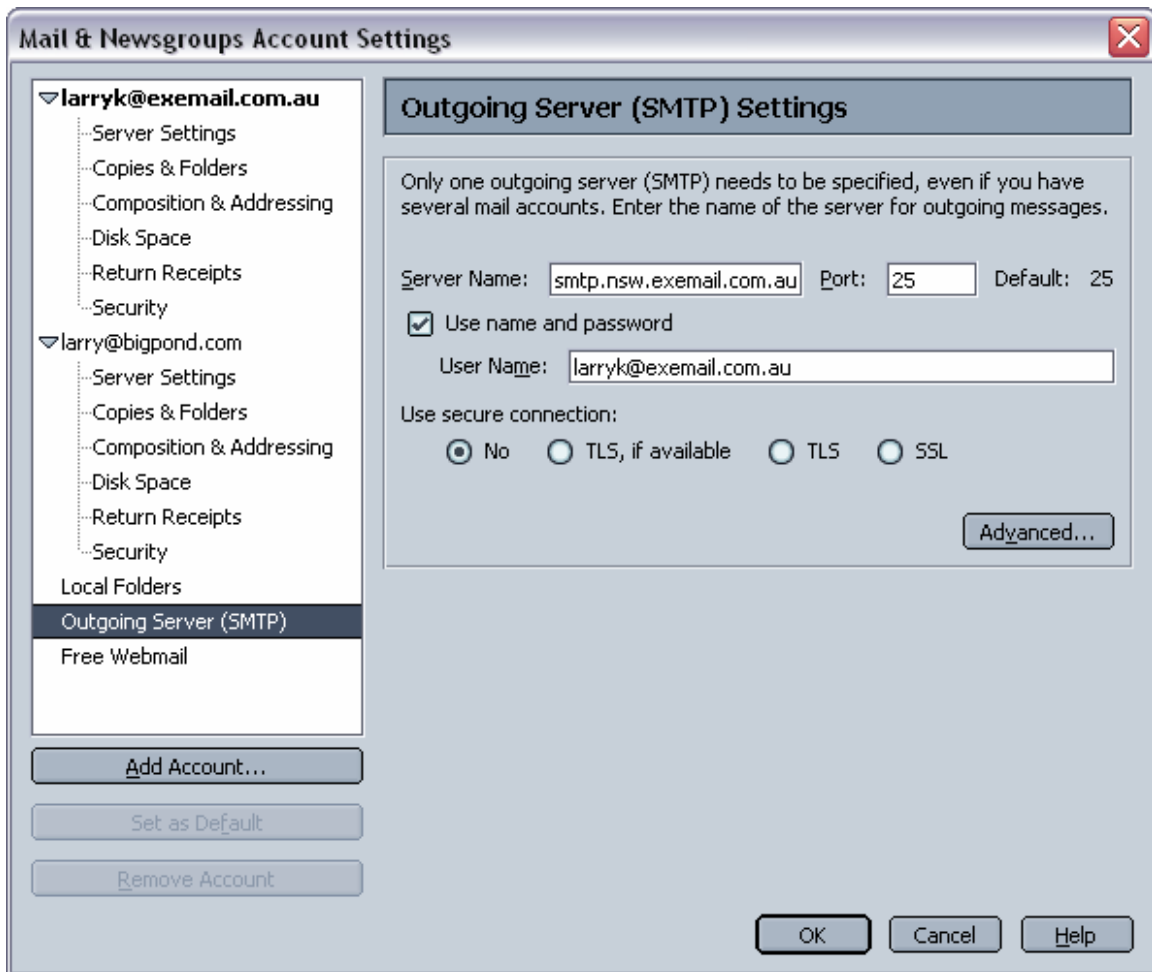 Mail & Newsgroups Account Settings
larryk@exemail.com.au
Server Settings
Copies & Folders
Composition & Addressing
Disk Space
Return Receipts
Security
larry@bigpond.com
Server Settings
Copies & Folders
Composition & Addressing
Disk Space
Return Receipts
Security
Local Folders
Outgoing Server (SMTP)
Free Webmail
Add Account...
Set as Default
Remove Account
Outgoing Server (SMTP) Settings
Only one outgoing server (SMTP) needs to be specified, even if you have
several mail accounts. Enter the name of the server for outgoing messages.
Server Name: smtp.nsw.exemail.com.au Port: 25 Default: 25
Use name and password
User Name: larryk@exemail.com.au
Use secure connection:
No TLS, if available TLS SSL
Advanced...
OK Cancel Help